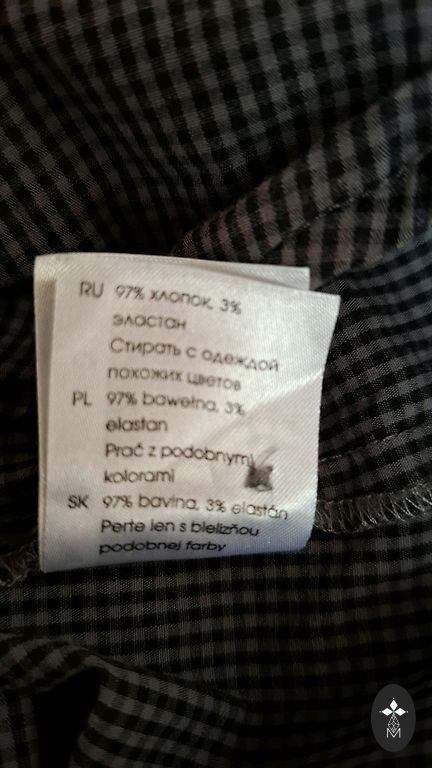 RU 97% хлопок, 3%
эластан
Стирать с одеждой
похожих цветов
PL 97% bawełna, 3%
elastan
Prać z podobnymi
kolorami
SK 97% bavlna, 3% elastán
Perte len s bielizňou
podobnej farby
M